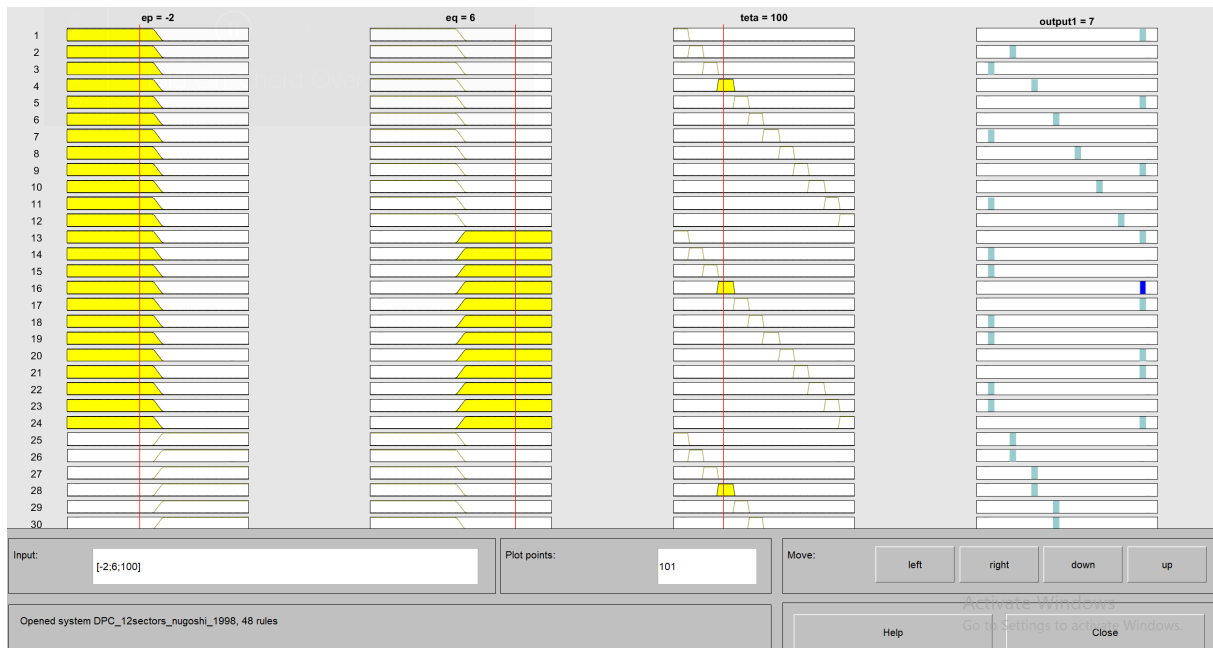 ep = -2
eq = 6
teta = 100
output1 = 7
1
2
3
4
5
6
7
8
9
10
11
12
13
14
15
16
17
18
19
20
21
22
23
24
25
26
27
28
29
30
Input:
[-2;6;100]
Plot points:
101
Move:
left
right
down
up
Opened system DPC_12sectors_nugoshi_1998, 48 rules
Help
Close
Activate Windows
Go to Settings to activate Windows.